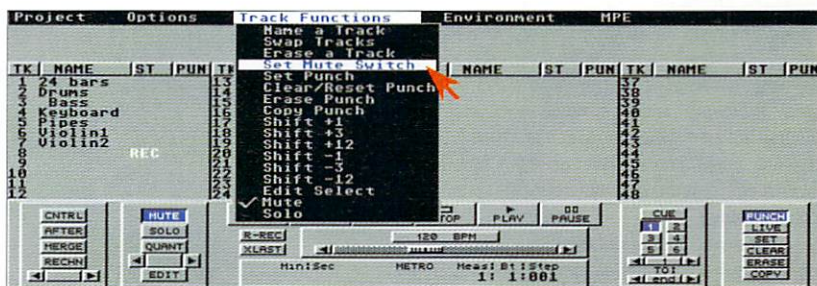 Project Options Track Functions Environment MPE
Name a Track
Swap Tracks
Erase a Track
Set Mute Switch
Set Punch
Clear/Reset Punch
Erase Punch
Copy Punch
Shift +1
Shift +3
Shift +12
Shift -1
Shift -3
Shift -12
Edit Select
Mute
Solo
TK NAME ST PUN
1 24 bars
2 Drums
3 Bass
4 Keyboard
5 Pipes
6 Violin1
7 Violin2
8 REC
9
10
11
12
13
14
15
16
17
18
19
20
21
22
23
24
NAME ST PUN
TK NAME ST PUN
37
38
39
40
41
42
43
44
45
46
47
48
CNTRL
AFTER
MERGE
RECHN
MUTE
SOLO
QUANT
EDIT
PLAY PAUSE
R-REC
XLAST
120 BPM
Min:Sec METRO Meas: Bt:Step
1: 1:001
CUE
1 2
3 4
5 6
1
TO:
end
PUNCH
LIVE
SET
CLEAR
ERASE
COPY